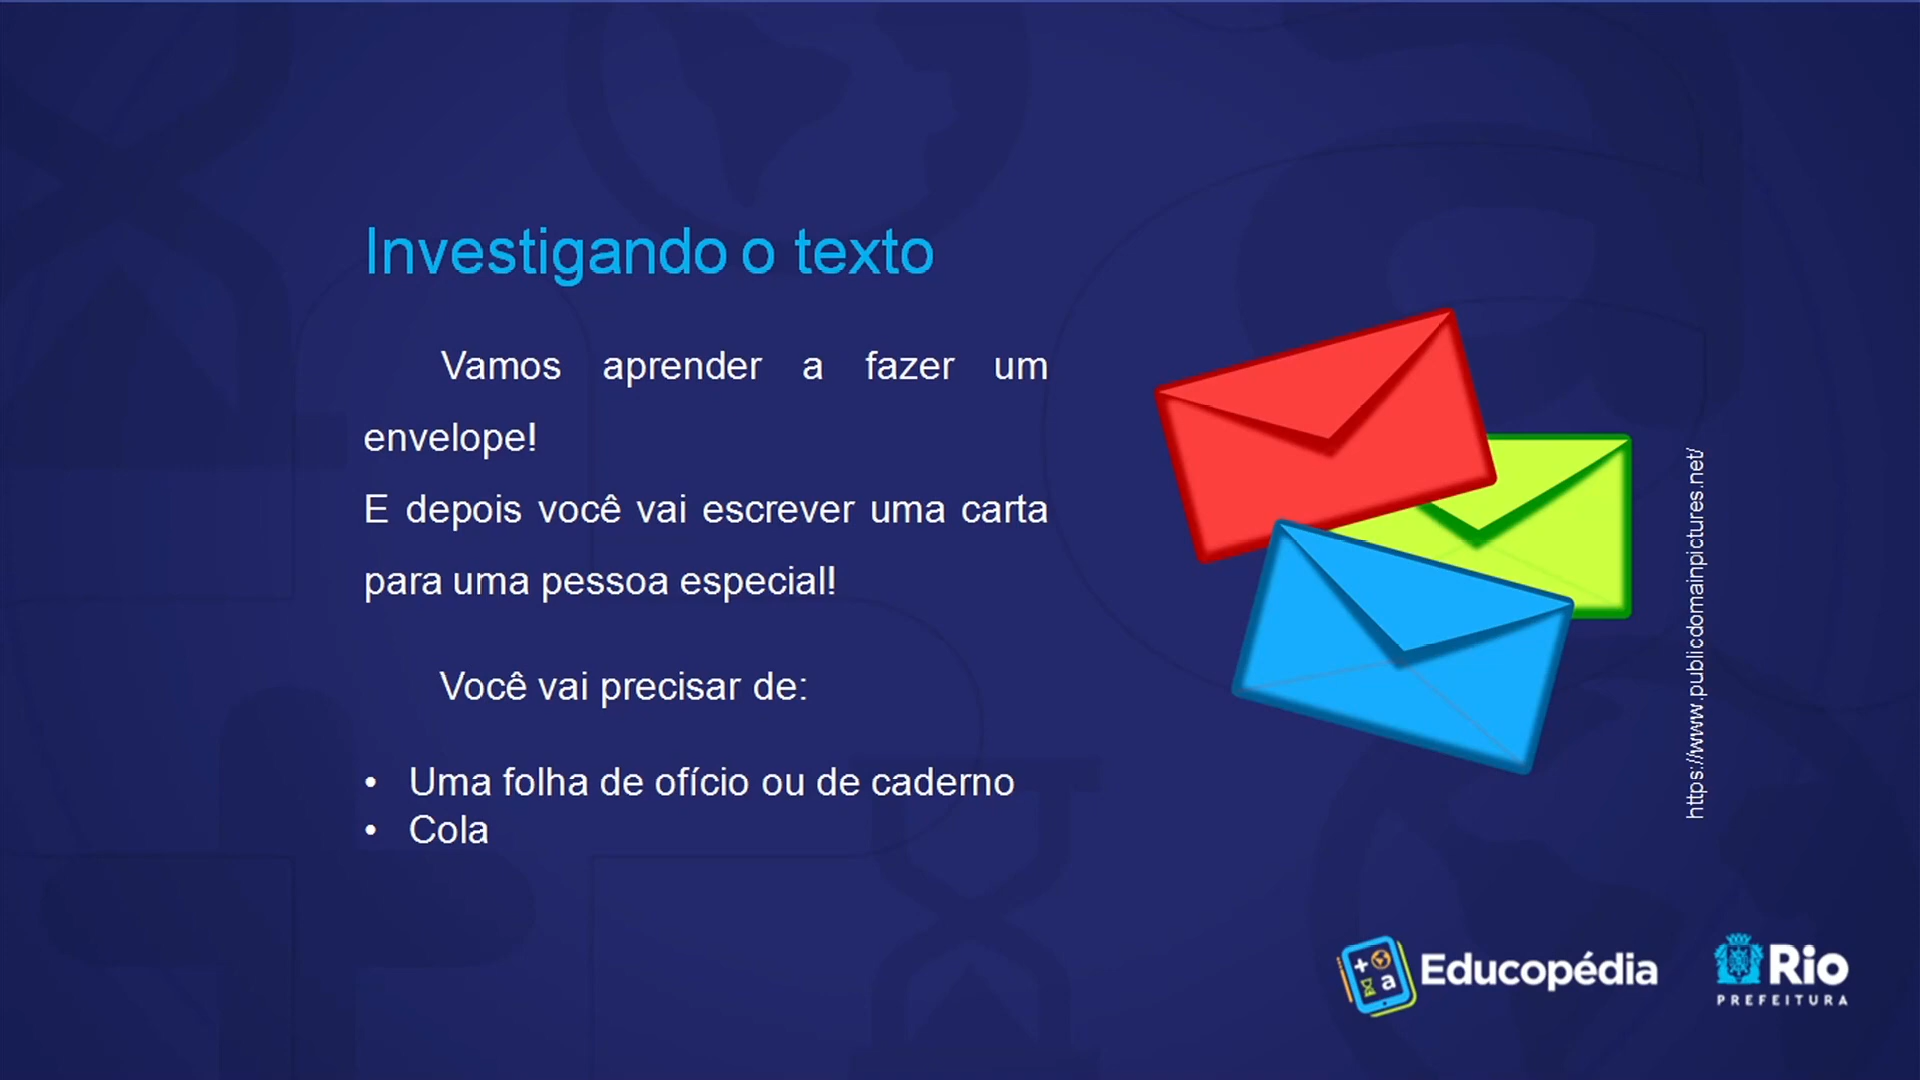 Investigando o texto
Vamos aprender a fazer um
envelope!
E depois você vai escrever uma carta
para uma pessoa especial!
Você vai precisar de:
• Uma folha de ofício ou de caderno
• Cola
https://www.publicdomainpictures.net/
a
Educopédia
Rio
PREFEITURA